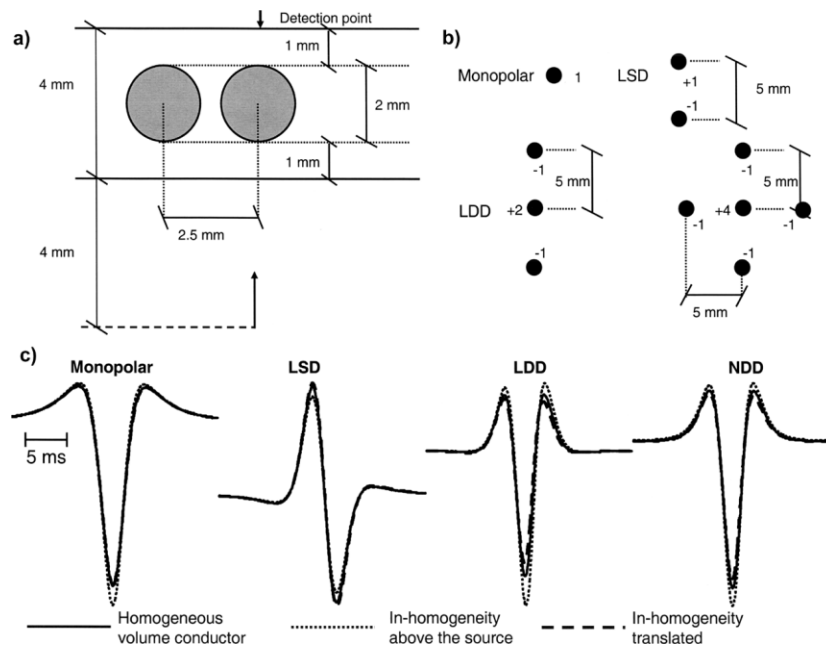 a)
Detection point
1 mm
4 mm
2 mm
1 mm
2.5 mm
4 mm
b)
Monopolar
1
LSD
+1
-1
5 mm
-1
5 mm
LDD
+2
-1
-1
5 mm
-1
+4
-1
-1
5 mm
c)
Monopolar
LSD
LDD
NDD
5 ms
Homogeneous
volume conductor
In-homogeneity
above the source
In-homogeneity
translated